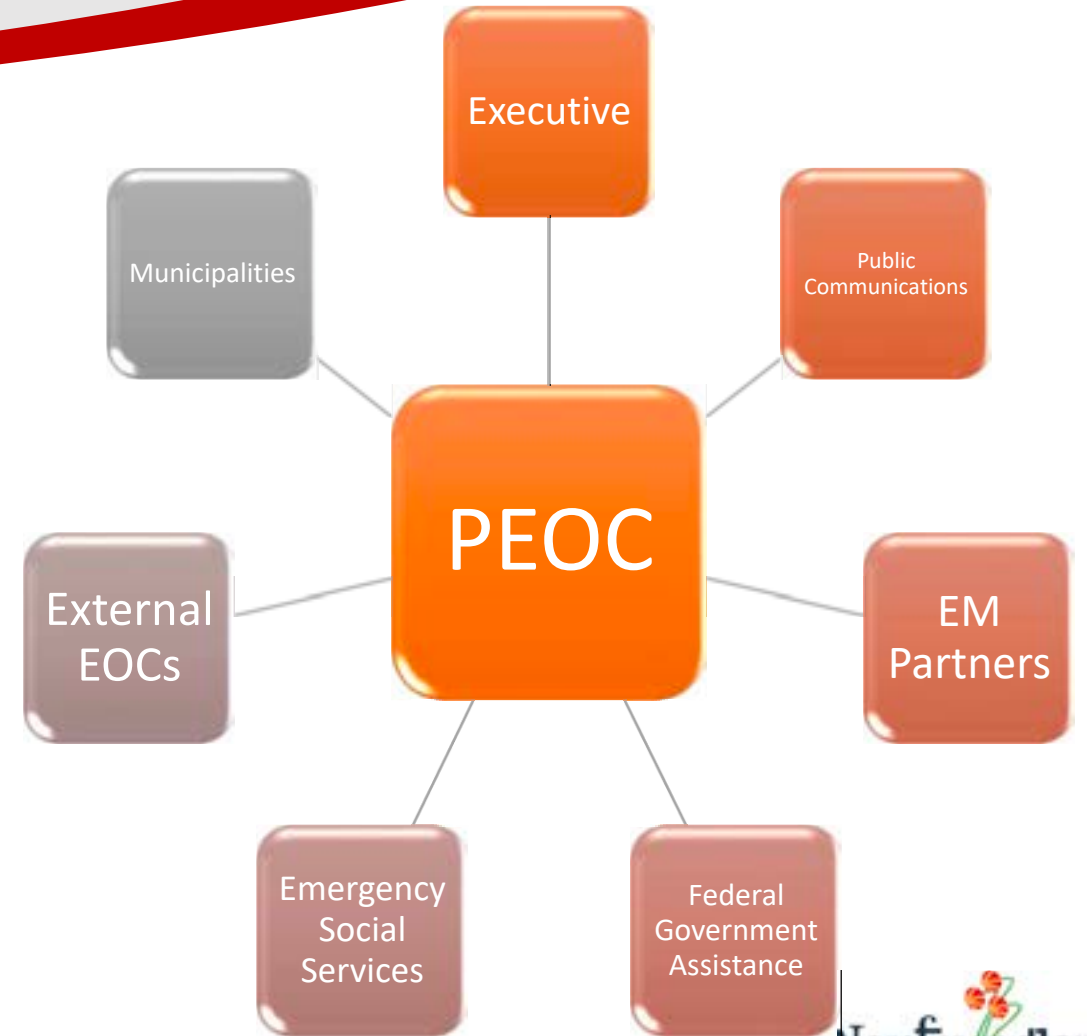 Executive
Municipalities
Public
Communications
PEOC
External
EOCs
EM
Partners
Emergency
Social
Services
Federal
Government
Assistance